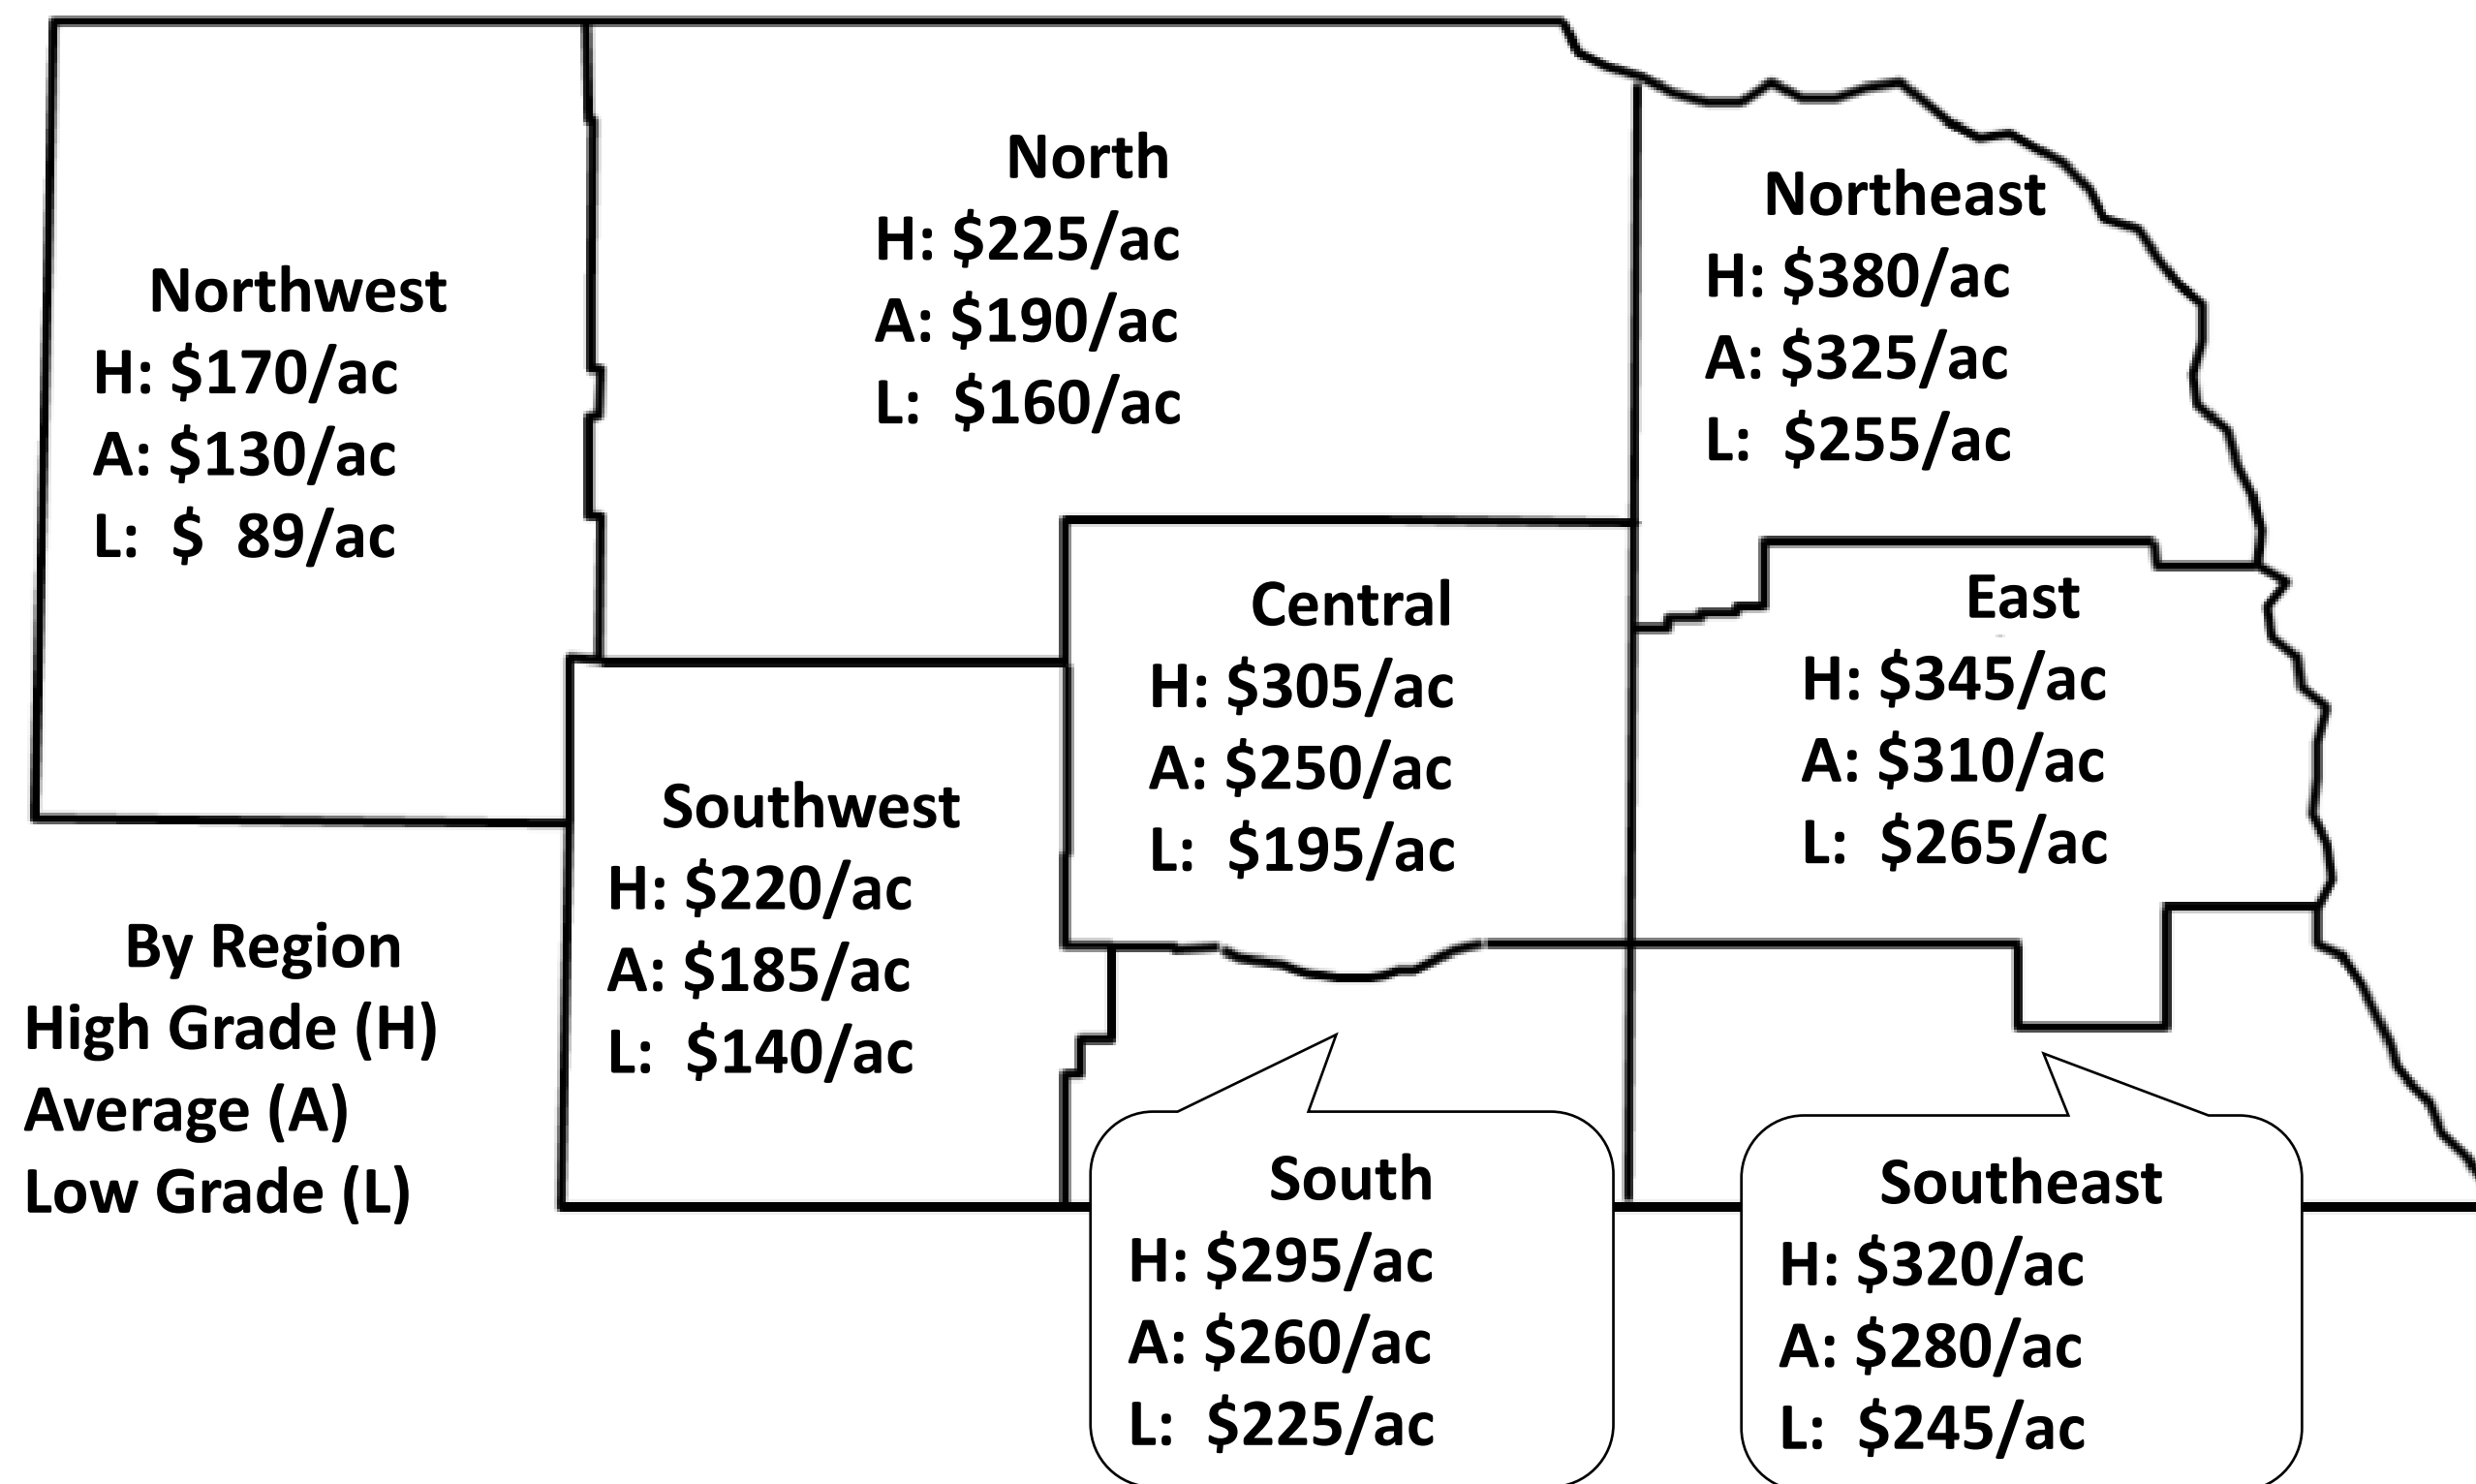 North
H: $225/ac
A: $190/ac
L: $160/ac
Northeast
H: $380/ac
A: $325/ac
L: $255/ac
Northwest
H: $170/ac
A: $130/ac
L: $ 89/ac
Central
H: $305/ac
A: $250/ac
L: $195/ac
East
H: $345/ac
A: $310/ac
L: $265/ac
Southwest
H: $220/ac
A: $185/ac
L: $140/ac
By Region
High Grade (H)
Average (A)
Low Grade (L)
South
H: $295/ac
A: $260/ac
L: $225/ac
Southeast
H: $320/ac
A: $280/ac
L: $245/ac